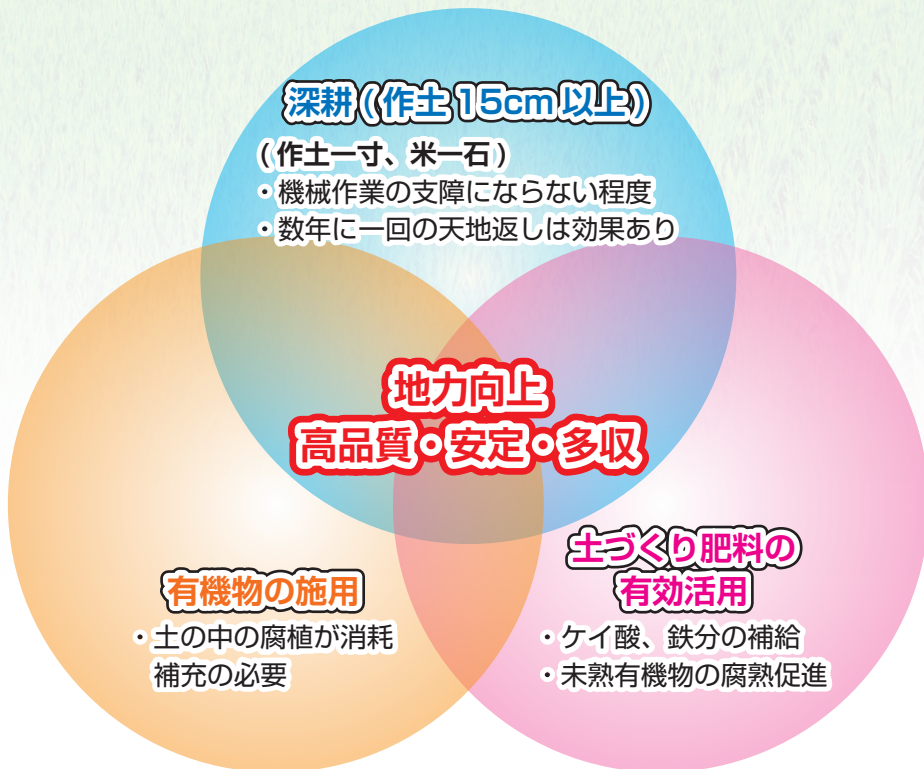 深耕(作土15cm以上)
(作土一寸、米一石)
・機械作業の支障にならない程度
・数年に一回の天地返しは効果あり
地力向上
高品質・安定・多収
有機物の施用
・土の中の腐植が消耗
補充の必要
土づくり肥料の
有効活用
・ケイ酸、鉄分の補給
・未熟有機物の腐熟促進